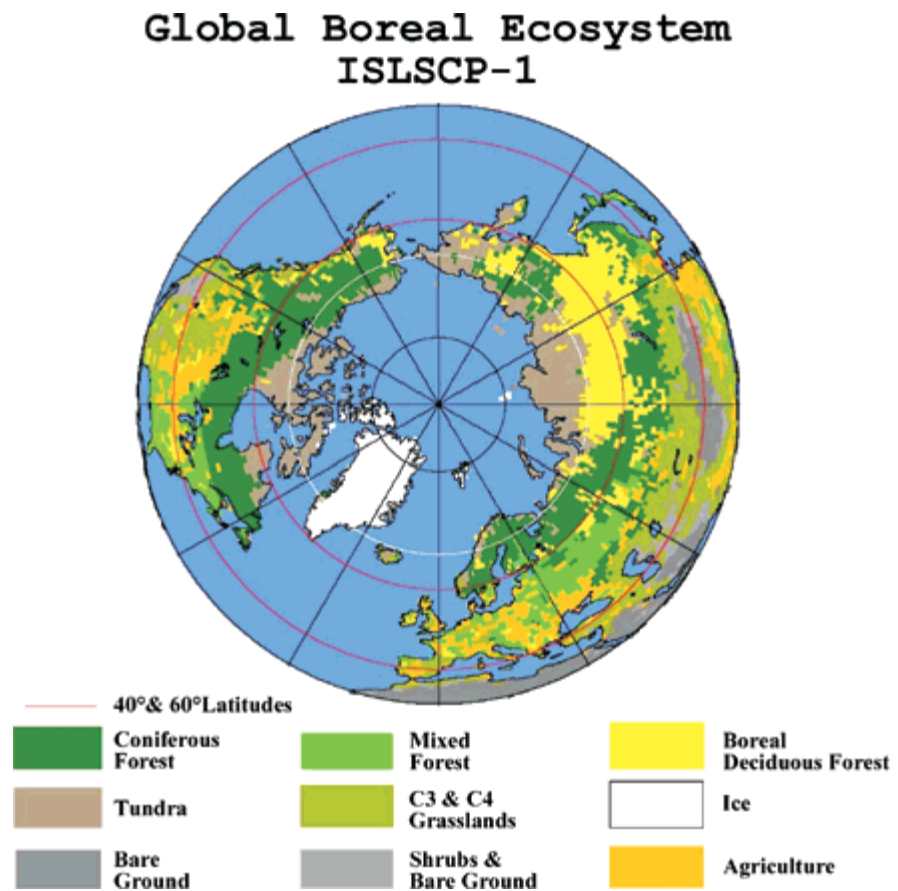 Global Boreal Ecosystem
ISLSCP-1
40°& 60°Latitudes
Coniferous
Forest
Mixed
Forest
Boreal
Deciduous Forest
Tundra
C3 & C4
Grasslands
Ice
Bare
Ground
Shrubs &
Bare Ground
Agriculture